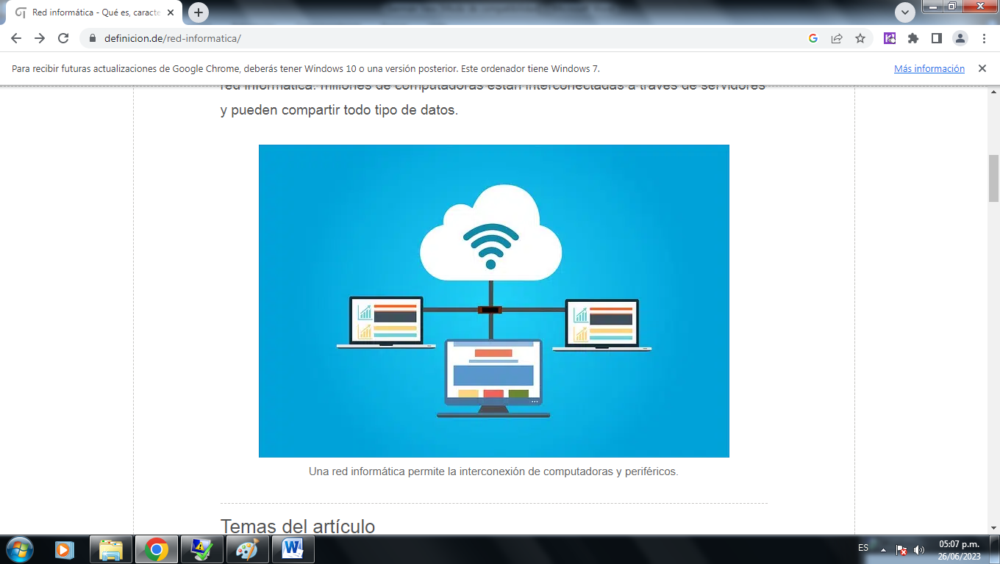 Red informática - Qué es, caracte
definicion.de/red-informatica/
Para recibir futuras actualizaciones de Google Chrome, deberás tener Windows 10 o una versión posterior. Este ordenador tiene Windows 7.
Más información
red informática: millones de computadoras están interconectadas a través de servidores
y pueden compartir todo tipo de datos.
Una red informática permite la interconexión de computadoras y periféricos.
Temas del artículo
ES
05:07 p.m.
26/06/2023